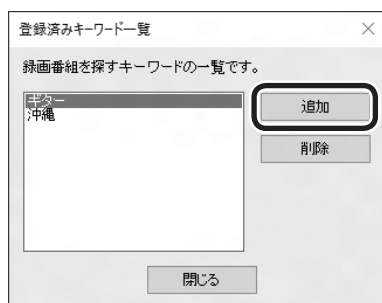 登録済みキーワード一覧
録画番組を探すキーワードの一覧です。
ギター
沖縄
追加
削除
閉じる